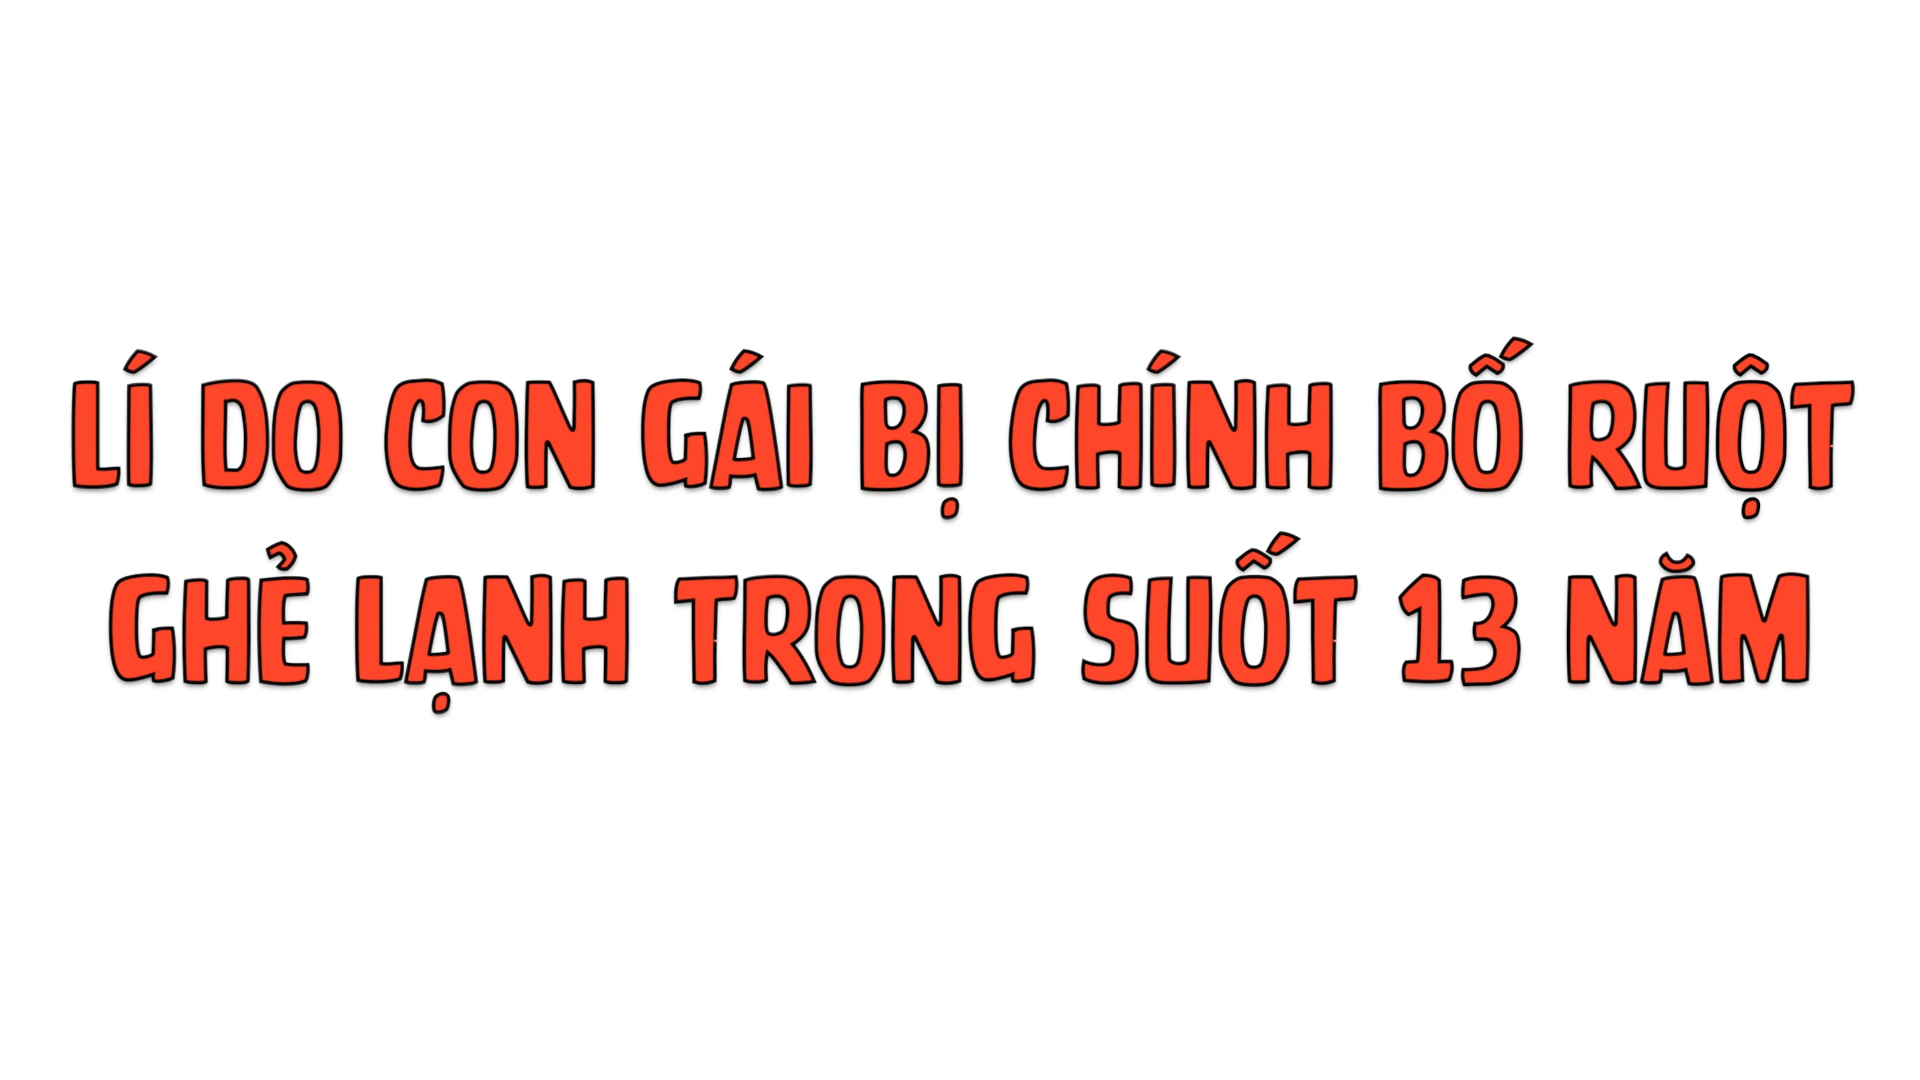 LÍ DO CON GÁI BỊ CHÍNH BỐ RUỘT
GHẺ LẠNH TRONG SUỐT 13 NĂM